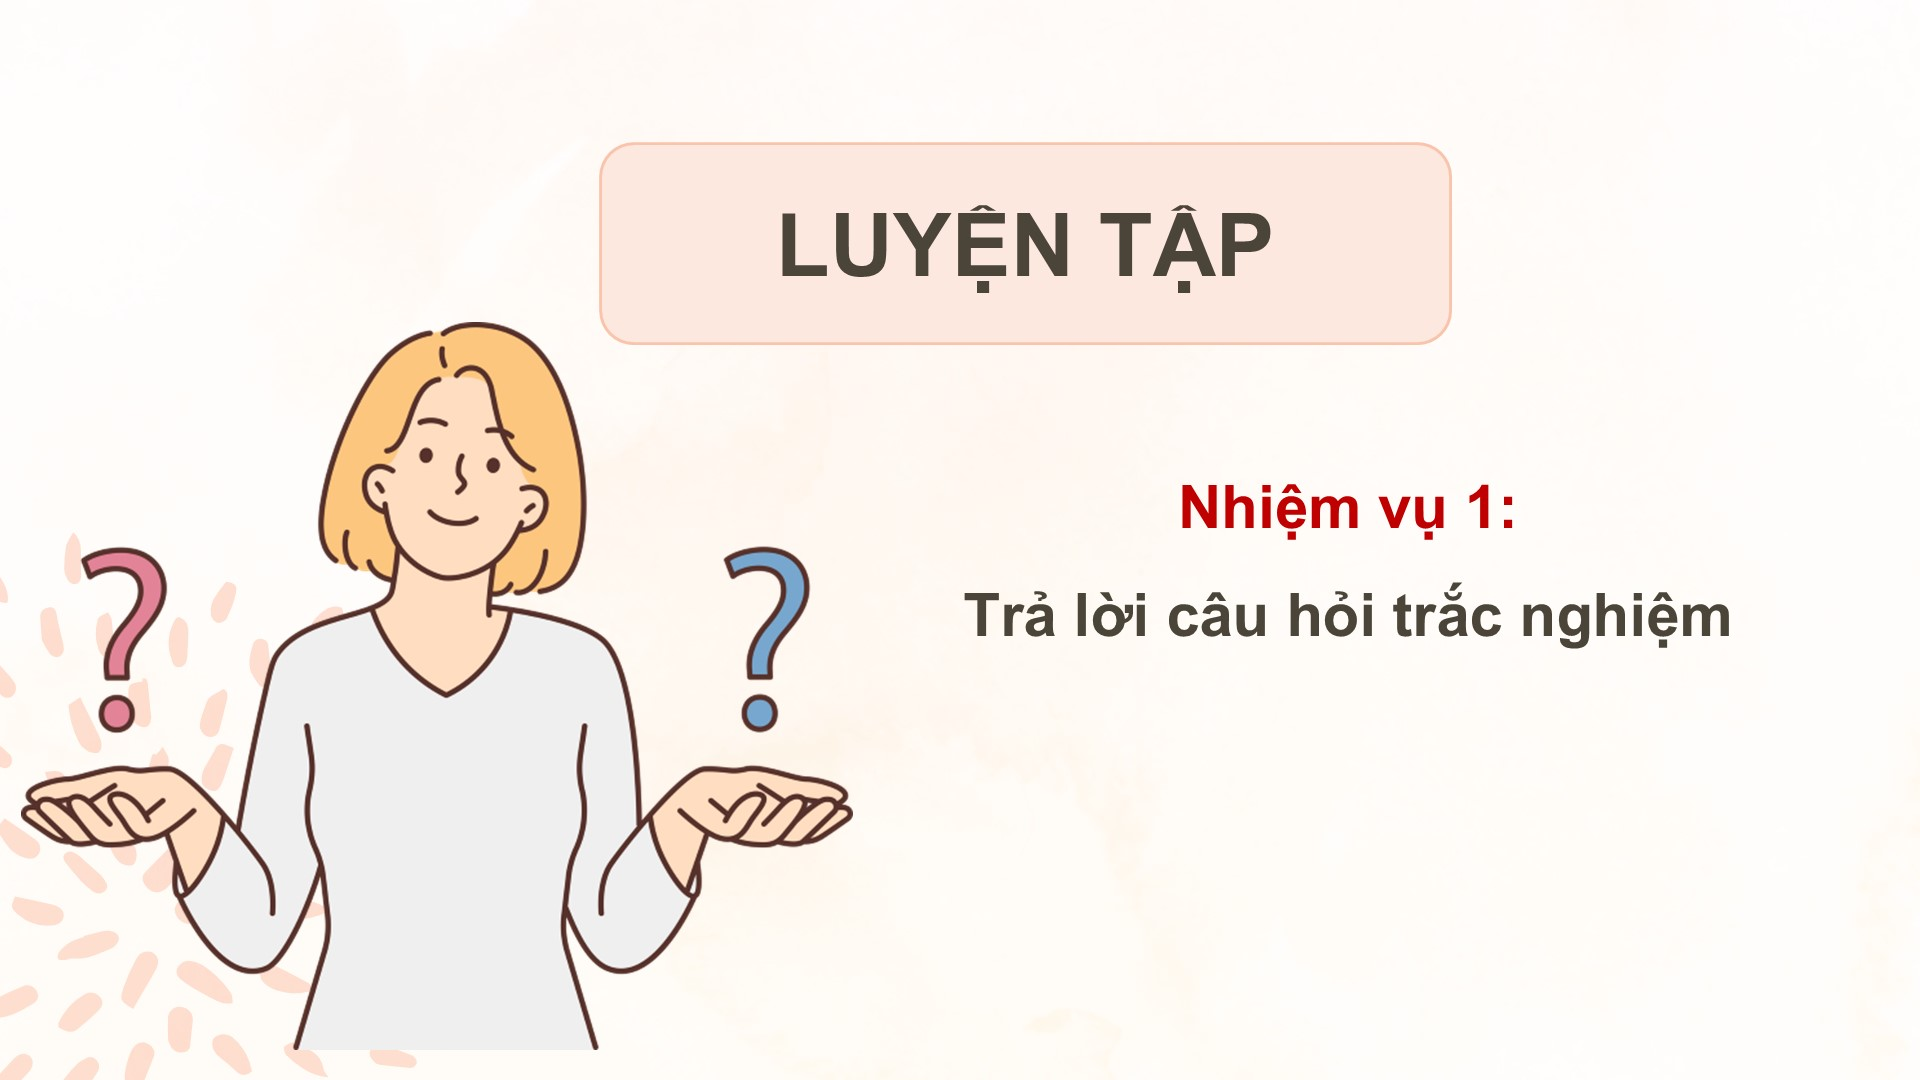 LUYỆN TẬP
Nhiệm vụ 1:
Trả lời câu hỏi trắc nghiệm